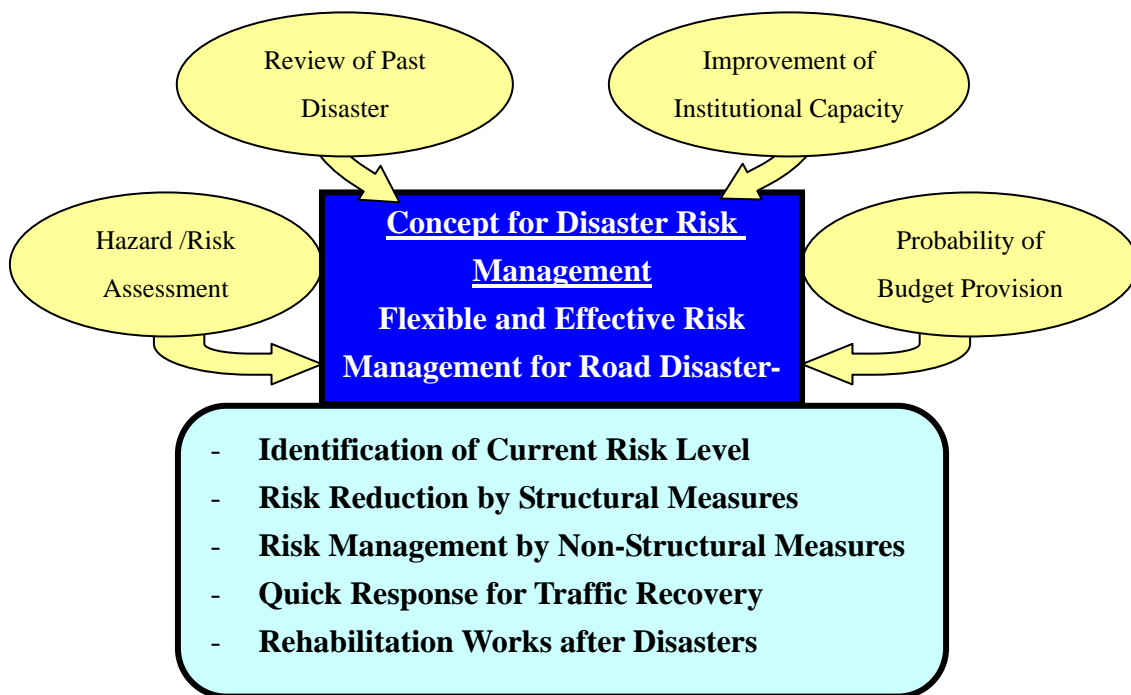 Review of Past
Disaster
Improvement of
Institutional Capacity
Hazard /Risk
Assessment
Concept for Disaster Risk
Management
Flexible and Effective Risk
Management for Road Disaster-
Probability of
Budget Provision
- Identification of Current Risk Level
- Risk Reduction by Structural Measures
- Risk Management by Non-Structural Measures
- Quick Response for Traffic Recovery
- Rehabilitation Works after Disasters